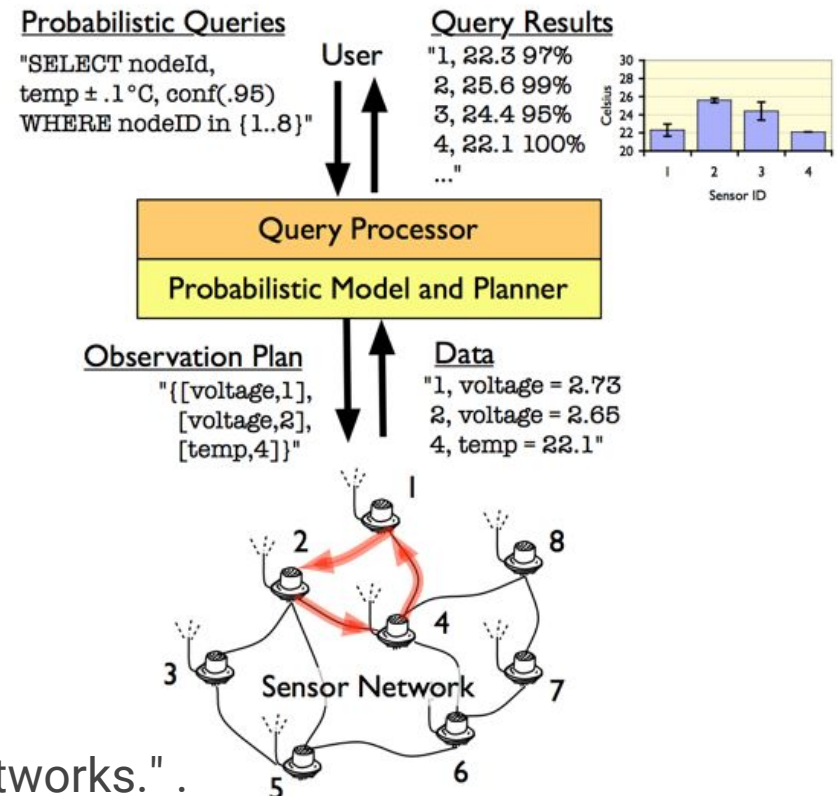 Probabilistic Queries
"SELECT nodeId,
temp ± .1°C, conf(.95)
WHERE nodeID in {1..8}"
User
Query Results
"1, 22.3 97%
2, 25.6 99%
3, 24.4 95%
4, 22.1 100%
..."
Celsius
30
28
26
24
22
20
1 2 3 4
Sensor ID
Query Processor
Probabilistic Model and Planner
Observation Plan
"{[voltage,1],
[voltage,2],
[temp,4]}"
Data
"1, voltage = 2.73
2, voltage = 2.65
4, temp = 22.1"
1
2
8
4
3
7
Sensor Network
5
6
tworks." .